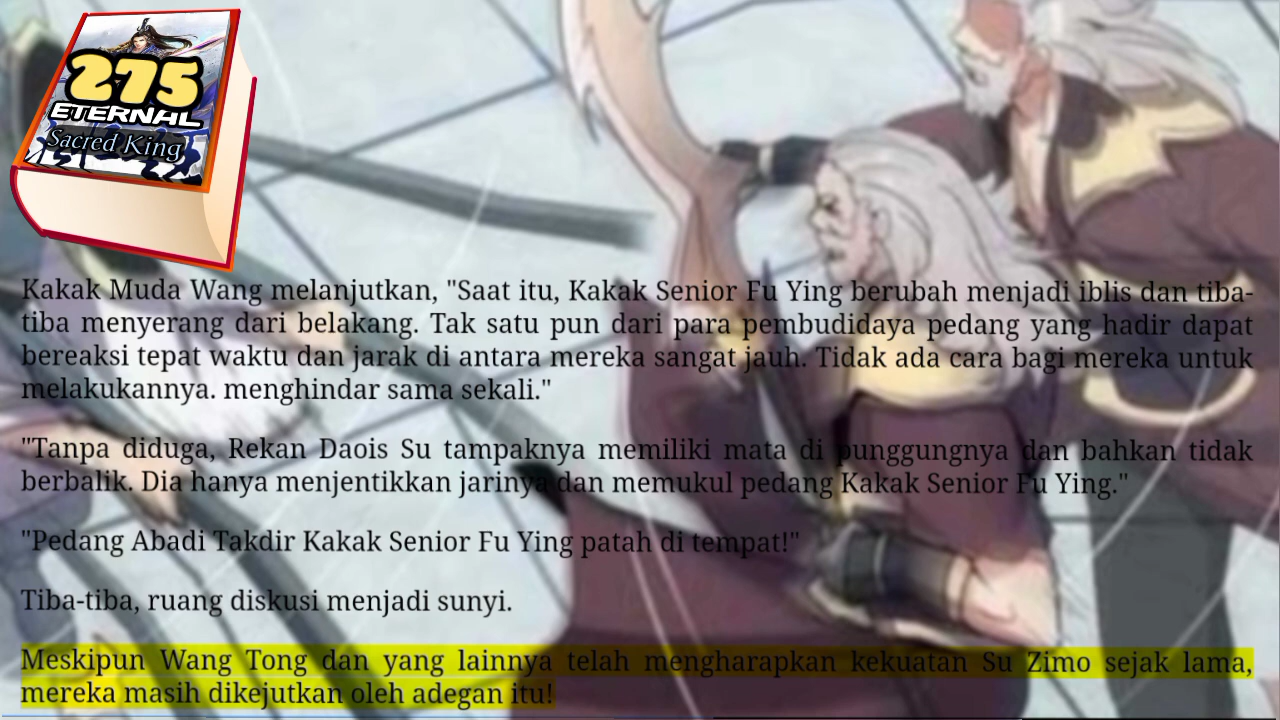 275
ETERNAL
Sacred King
Kakak Muda Wang melanjutkan, "Saat itu, Kakak Senior Fu Ying berubah menjadi iblis dan tiba-
tiba menyerang dari belakang. Tak satu pun dari para pembudidaya pedang yang hadir dapat
bereaksi tepat waktu dan jarak di antara mereka sangat jauh. Tidak ada cara bagi mereka untuk
melakukannya. menghindar sama sekali."
"Tanpa diduga, Rekan Daois Su tampaknya memiliki mata di punggungnya dan bahkan tidak
berbalik. Dia hanya menjentikkan jarinya dan memukul pedang Kakak Senior Fu Ying."
"Pedang Abadi Takdir Kakak Senior Fu Ying patah di tempat!"
Tiba-tiba, ruang diskusi menjadi sunyi.
Meskipun Wang Tong dan yang lainnya telah mengharapkan kekuatan Su Zimo sejak lama,
mereka masih dikejutkan oleh adegan itu!